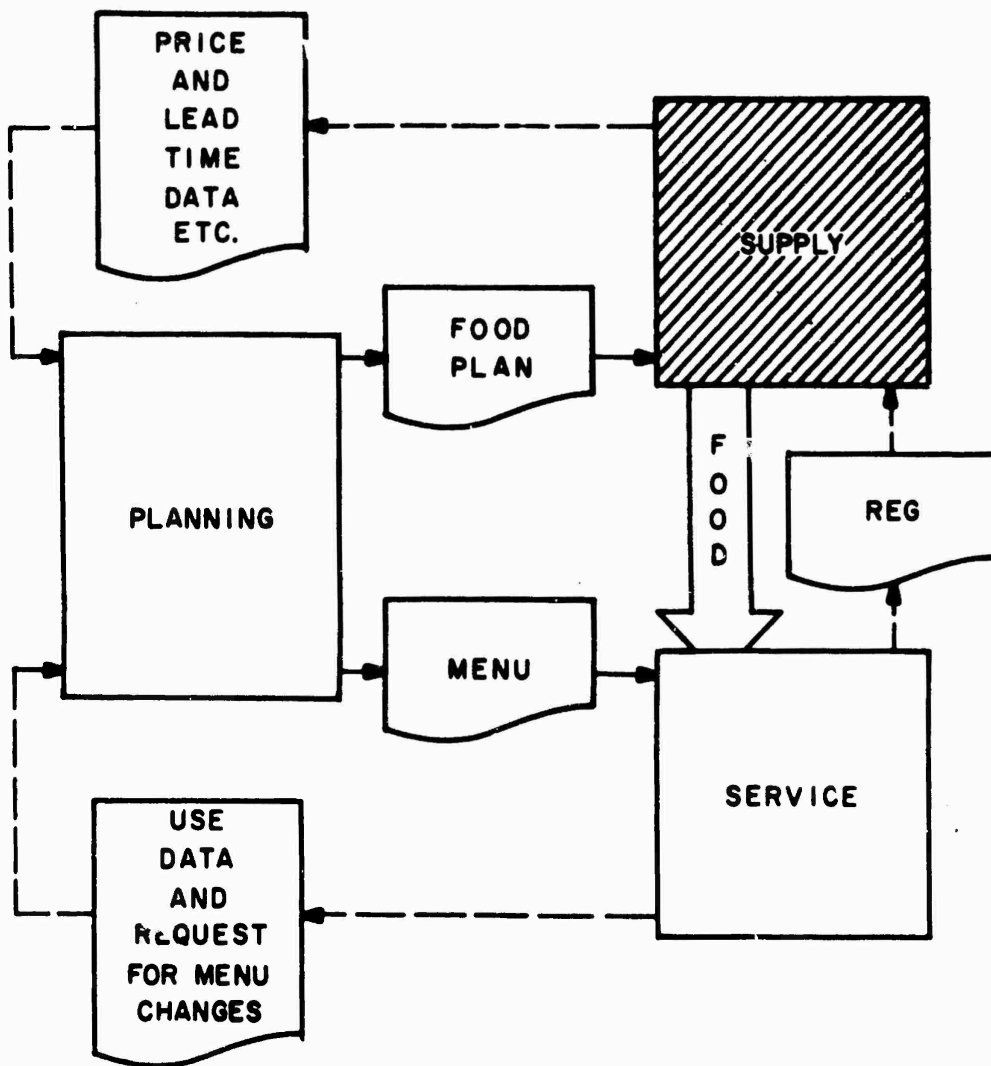 PRICE
AND
LEAD
TIME
DATA
ETC.
SUPPLY
FOOD
PLAN
FOOD
REG
PLANNING
MENU
SERVICE
USE
DATA
AND
REQUEST
FOR MENU
CHANGES